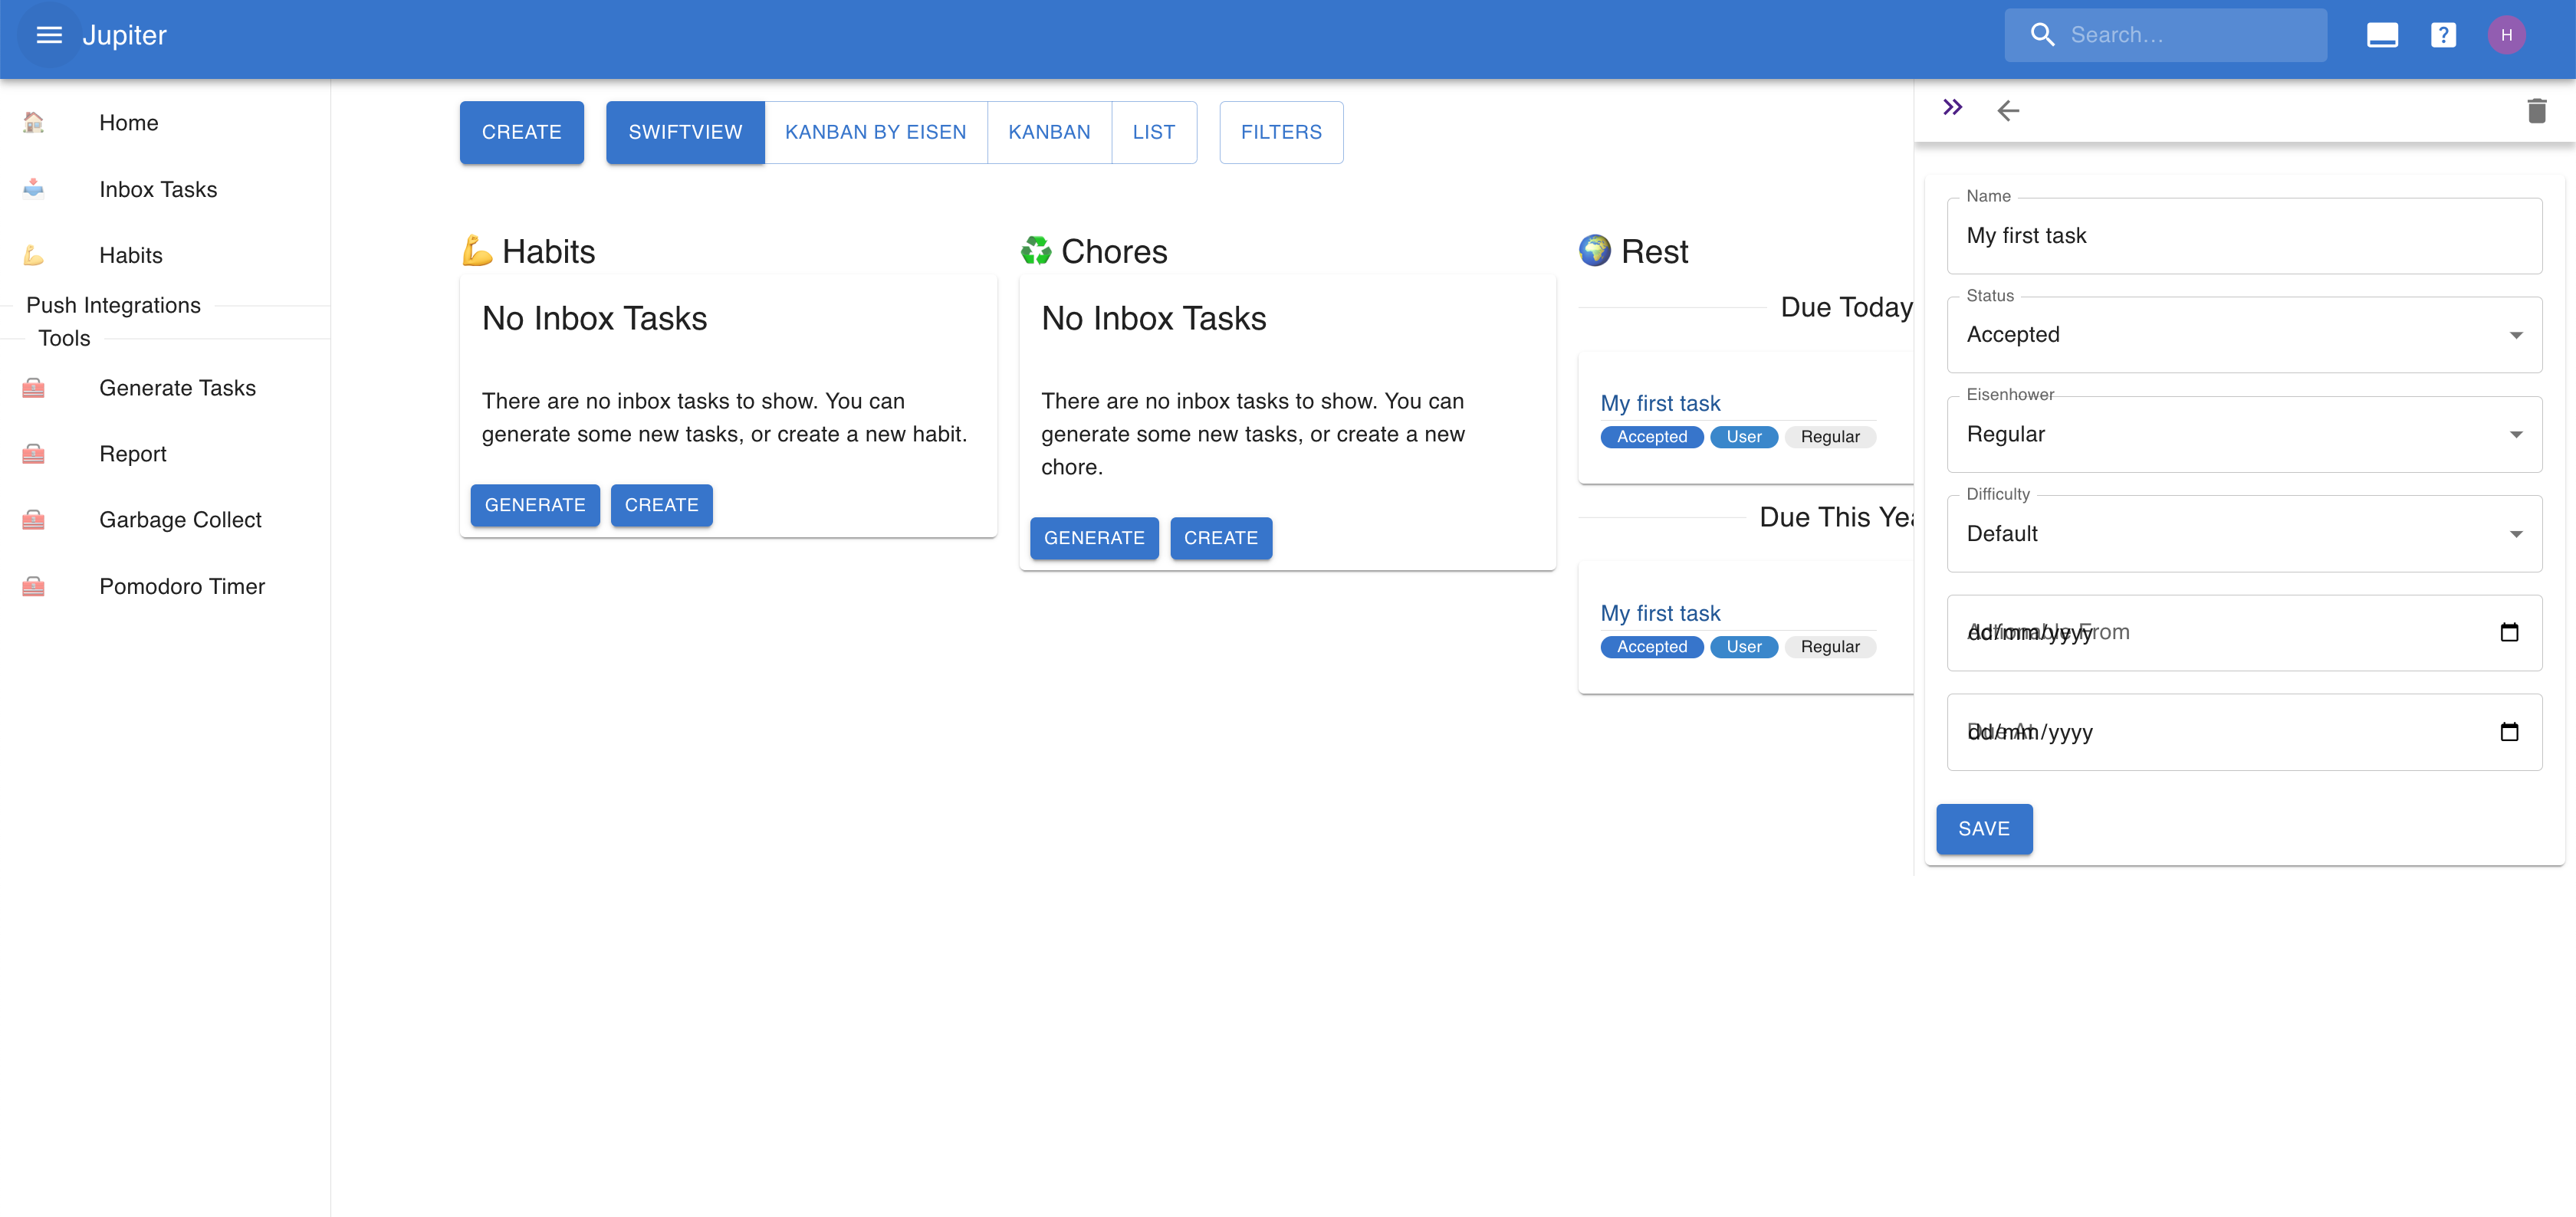 Jupiter
Search…
?
H
Home
Inbox Tasks
Habits
Push Integrations
Tools
Generate Tasks
Report
Garbage Collect
Pomodoro Timer
CREATE
SWIFTVIEW
KANBAN BY EISEN
KANBAN
LIST
FILTERS
💪 Habits
No Inbox Tasks
There are no inbox tasks to show. You can
generate some new tasks, or create a new habit.
GENERATE
CREATE
♻️ Chores
No Inbox Tasks
There are no inbox tasks to show. You can
generate some new tasks, or create a new
chore.
GENERATE
CREATE
🌍 Rest
Due Today
My first task
Accepted User Regular
Due This Yea
My first task
Accepted User Regular
Name
My first task
Status
Accepted
Eisenhower
Regular
Difficulty
Default
Actionable From
dd/mm/yyyy
Due At
dd/mm/yyyy
SAVE